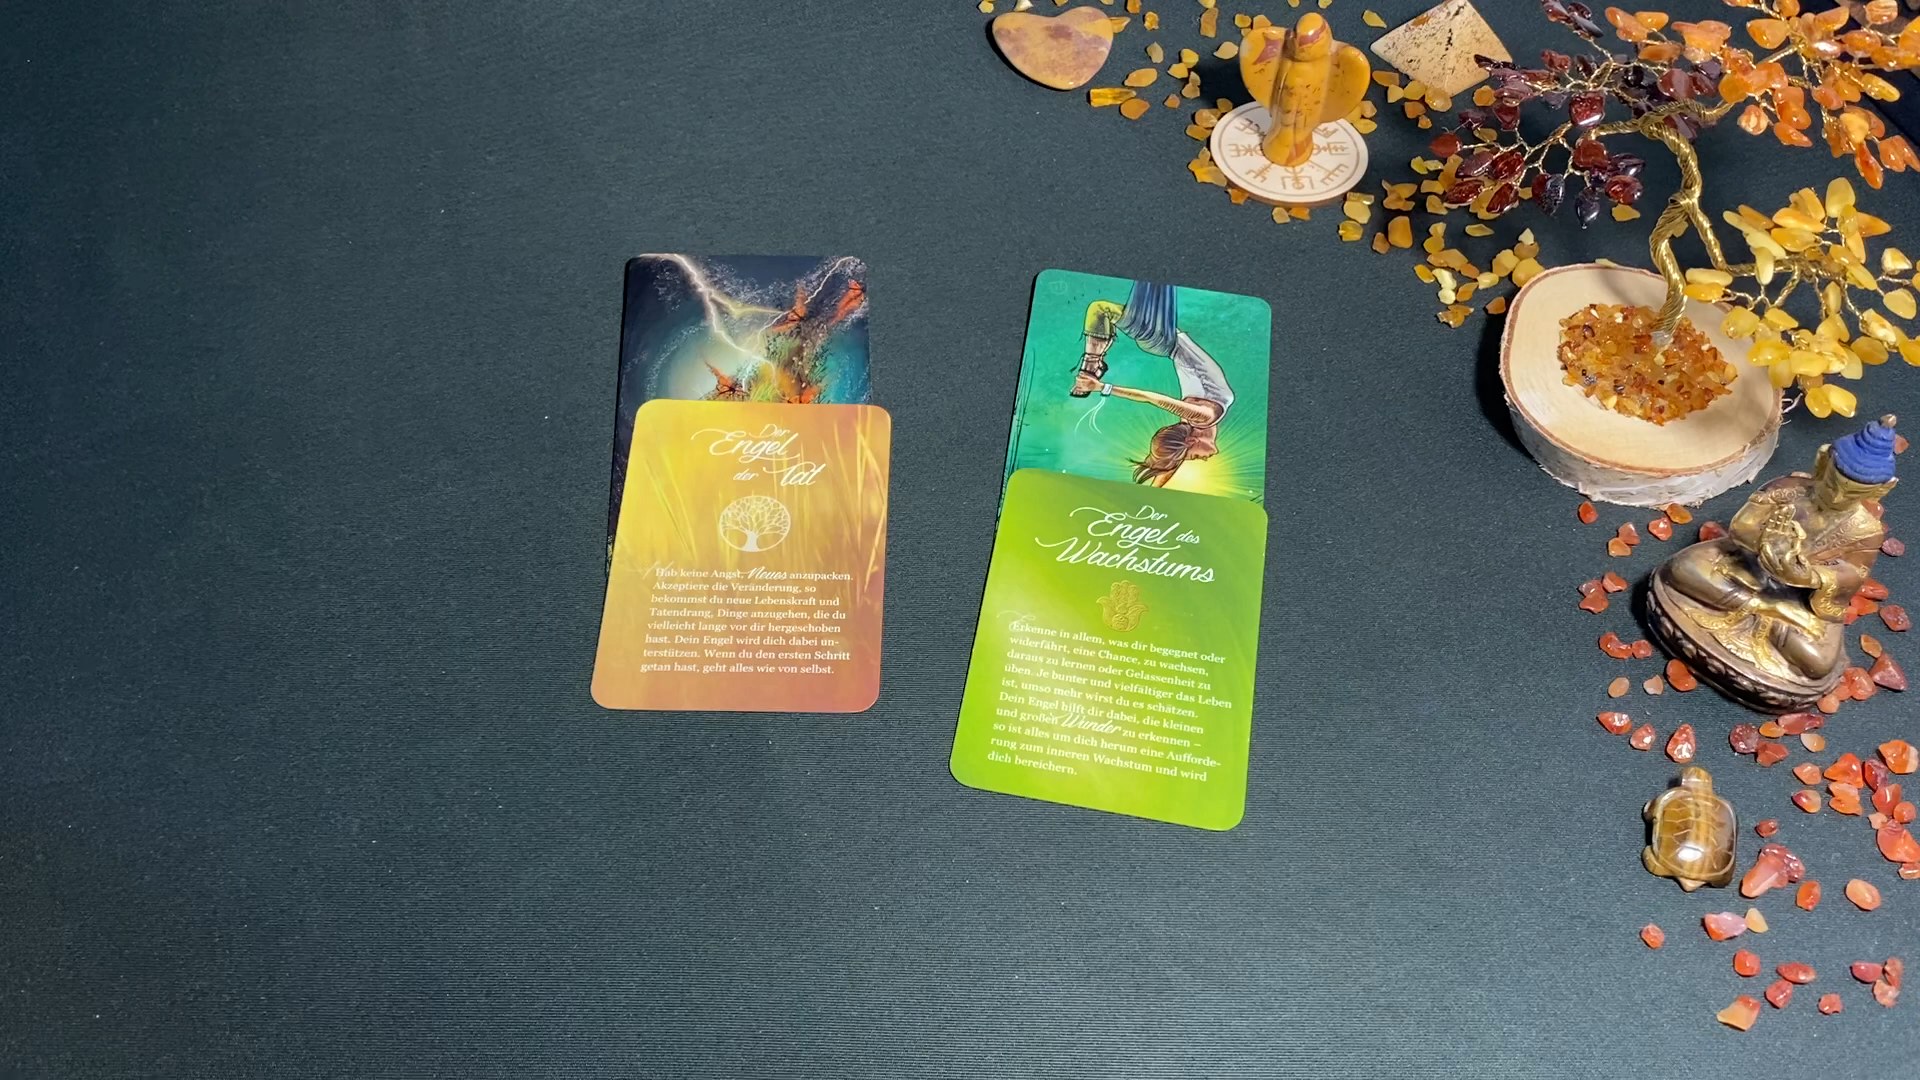 Der
Engel
der Tat
Hab keine Angst, Neues anzupacken.
Akzeptiere die Veränderung, so
bekommst du neue Lebenskraft und
Tatendrang, Dinge anzugehen, die du
vielleicht lange vor dir hergeschoben
hast. Dein Engel wird dich dabei un-
terstützen. Wenn du den ersten Schritt
getan hast, geht alles wie von selbst.
Der
Engel des
Wachstums
Erkenne in allem, was dir begegnet oder
widerfährt, eine Chance, zu wachsen,
daraus zu lernen oder Gelassenheit zu
üben. Je bunter und vielfältiger das Leben
ist, umso mehr wirst du es schätzen.
Dein Engel hilft dir dabei, die kleinen
und großen Wunder zu erkennen –
so ist alles um dich herum eine Aufforde-
rung zum inneren Wachstum und wird
dich bereichern.